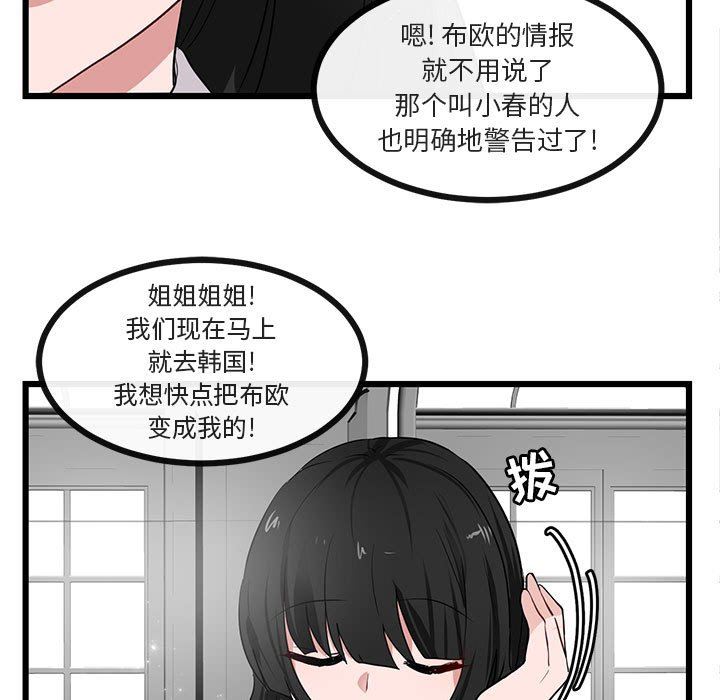 嗯! 布欧的情报
就不用说了
那个叫小春的人
也明确地警告过了!
姐姐姐姐!
我们现在马上
就去韩国!
我想快点把布欧
变成我的!
拨